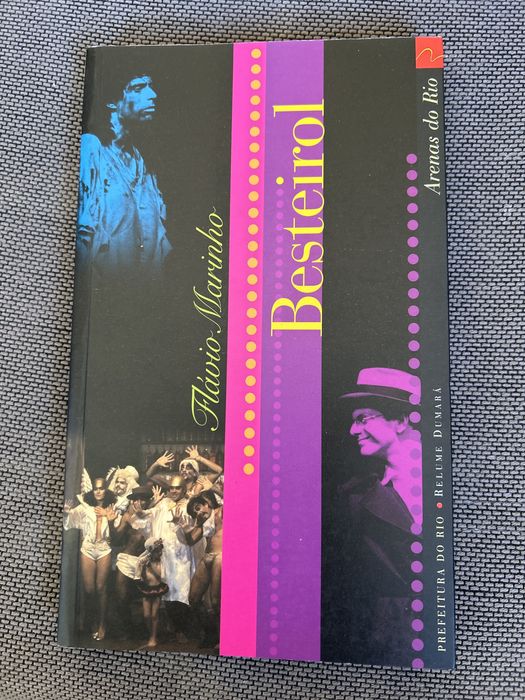 Flávio Marinho
Besteirol
Arenas do Rio
PREFEITURA DO RIO • RELUME DUMARÁ